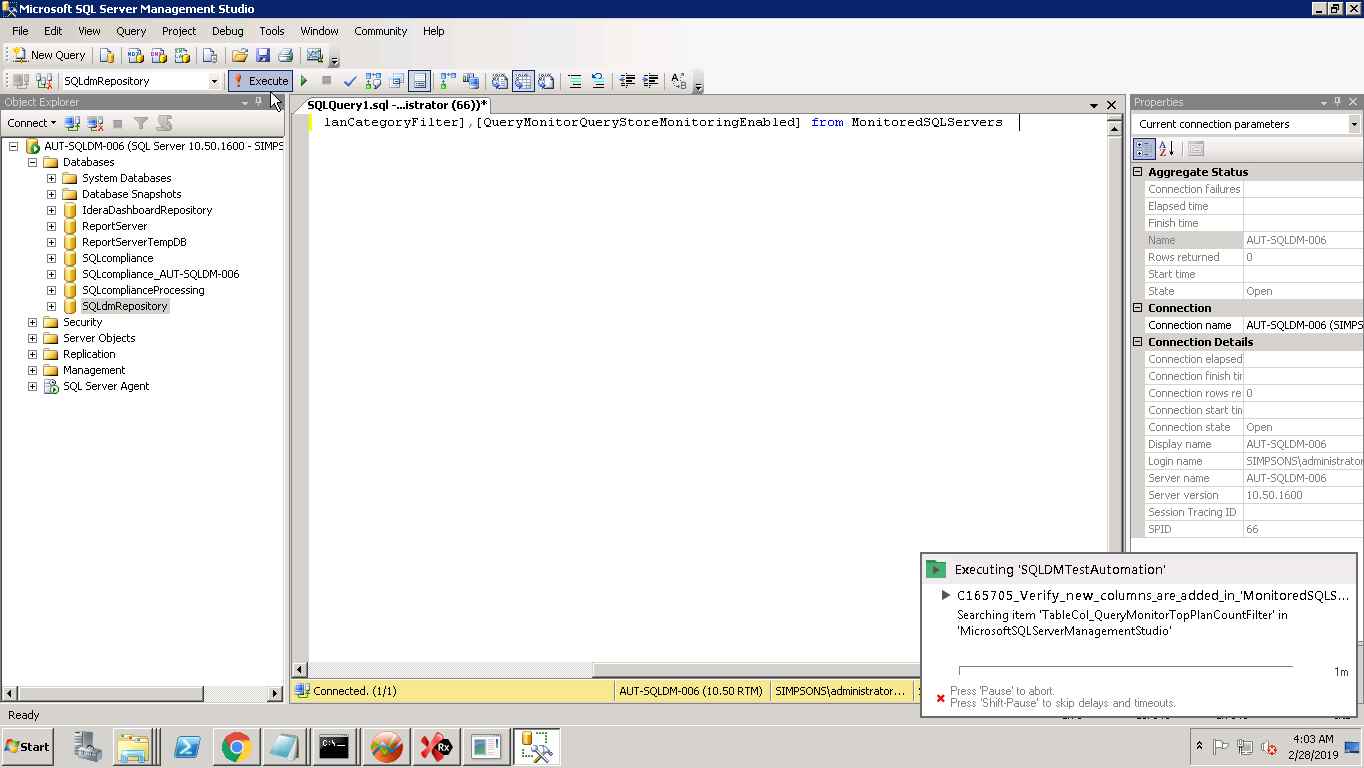 Microsoft SQL Server Management Studio
File Edit View Query Project Debug Tools Window Community Help
New Query
SQLdmRepository Execute
Object Explorer
SQLQuery1.sql -...istrator (66))*
Properties
Connect
Current connection parameters
lanCategoryFilter],[QueryMonitorQueryStoreMonitoringEnabled] from MonitoredSQLServers
AUT-SQLDM-006 (SQL Server 10.50.1600 - SIMPS
Databases
System Databases
Database Snapshots
IderaDashboardRepository
ReportServer
ReportServerTempDB
SQLcompliance
SQLcompliance_AUT-SQLDM-006
SQLcomplianceProcessing
SQLdmRepository
Security
Server Objects
Replication
Management
SQL Server Agent
Aggregate Status
Connection failures
Elapsed time
Finish time
Name AUT-SQLDM-006
Rows returned 0
Start time
State Open
Connection
Connection name AUT-SQLDM-006 (SIMPS
Connection Details
Connection elapsed
Connection finish tir
Connection rows re 0
Connection start tin
Connection state Open
Display name AUT-SQLDM-006
Login name SIMPSONS\administrator
Server name AUT-SQLDM-006
Server version 10.50.1600
Session Tracing ID
SPID 66
Executing 'SQLDMTestAutomation'
C165705_Verify_new_columns_are_added_in_'MonitoredSQLS...
Searching item 'TableCol_QueryMonitorTopPlanCountFilter' in
'MicrosoftSQLServerManagementStudio'
1m
Press 'Pause' to abort.
Press 'Shift-Pause' to skip delays and timeouts.
Connected. (1/1) AUT-SQLDM-006 (10.50 RTM) SIMPSONS\administrator...
Ready
Start
4:03 AM
2/28/2019